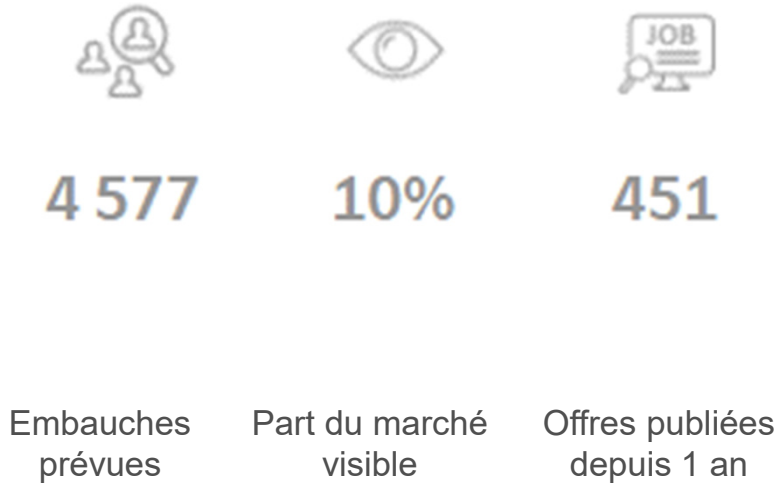 JOB
4 577
10%
451
Embauches
prévues
Part du marché
visible
Offres publiées
depuis 1 an